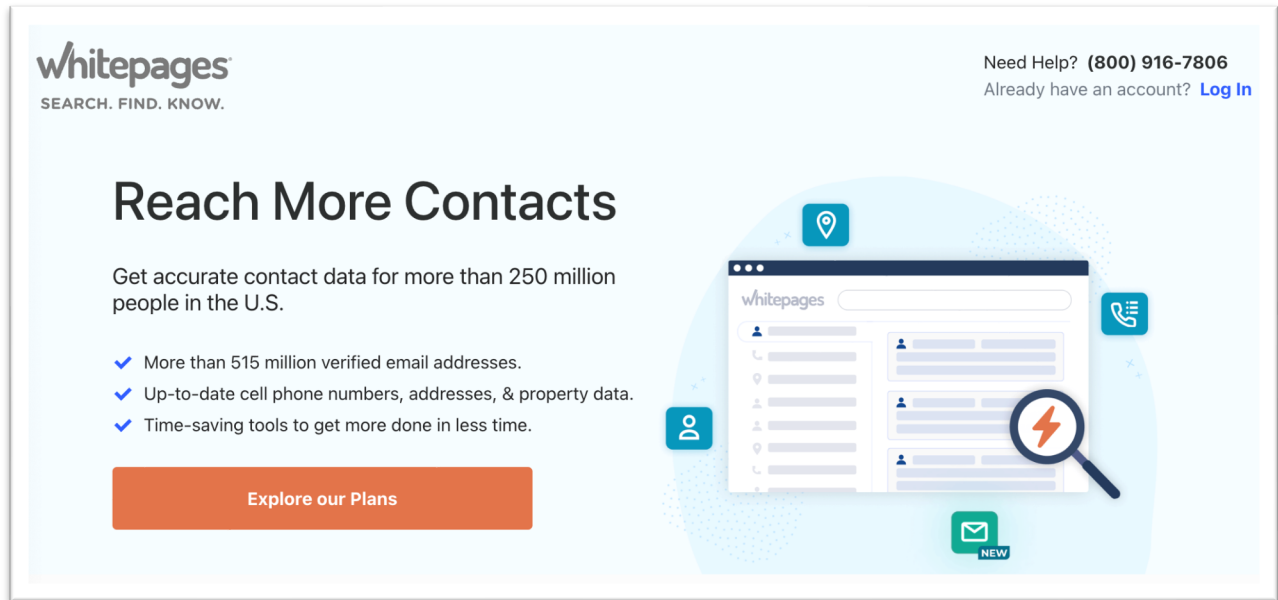 whitepages
SEARCH. FIND. KNOW.
Need Help? (800) 916-7806
Already have an account? Log In
Reach More Contacts
Get accurate contact data for more than 250 million
people in the U.S.
More than 515 million verified email addresses.
Up-to-date cell phone numbers, addresses, & property data.
Time-saving tools to get more done in less time.
Explore our Plans
whitepages
NEW